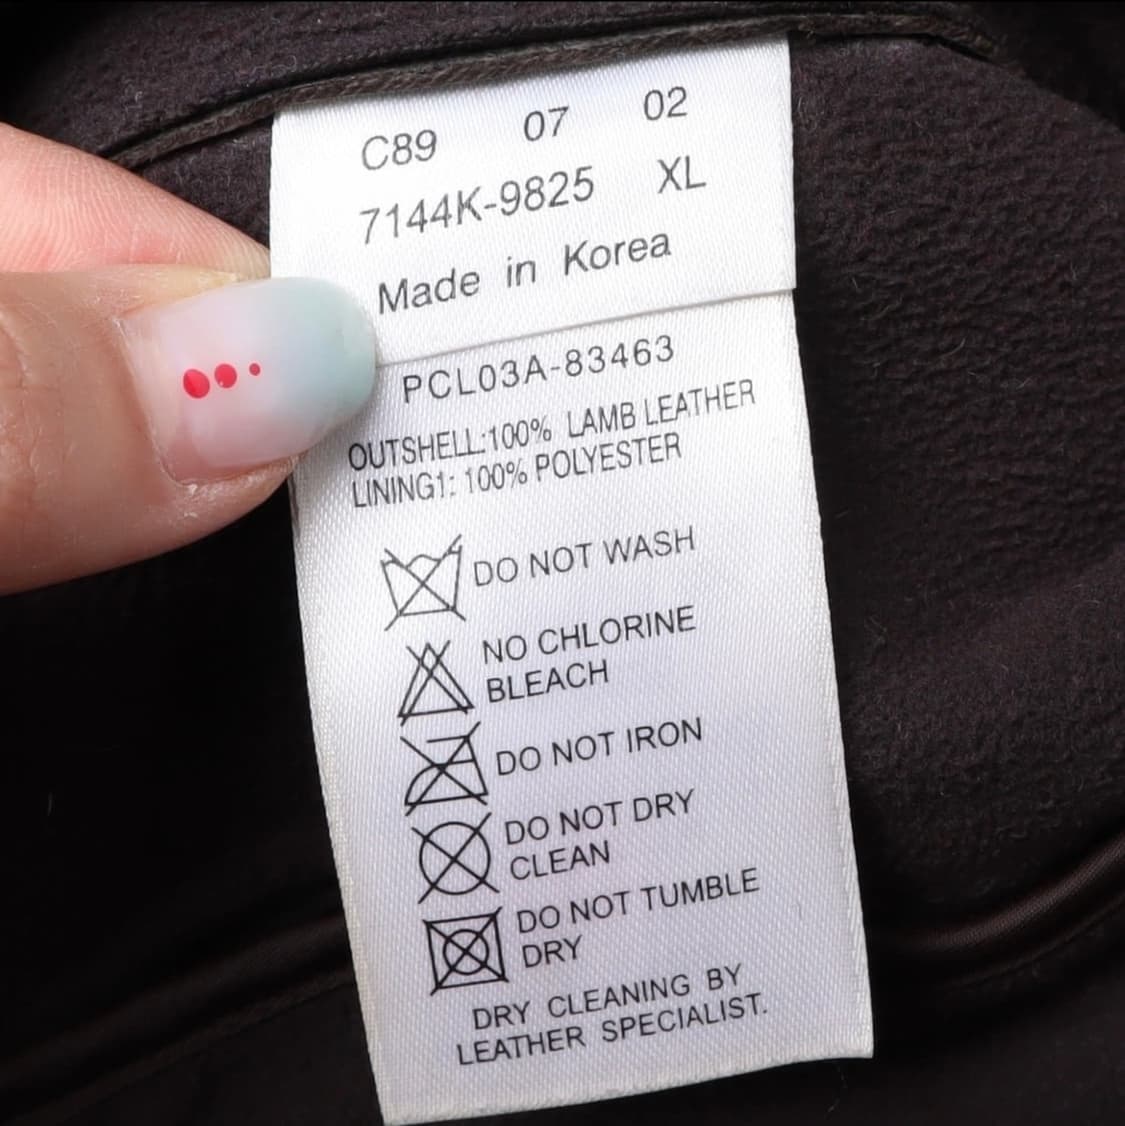 C89 07 02
7144K-9825 XL
Made in Korea
PCL03A-83463
OUTSHELL:100% LAMB LEATHER
LINING1: 100% POLYESTER
DO NOT WASH
NO CHLORINE
BLEACH
DO NOT IRON
DO NOT DRY
CLEAN
DO NOT TUMBLE
DRY
DRY CLEANING BY
LEATHER SPECIALIST.